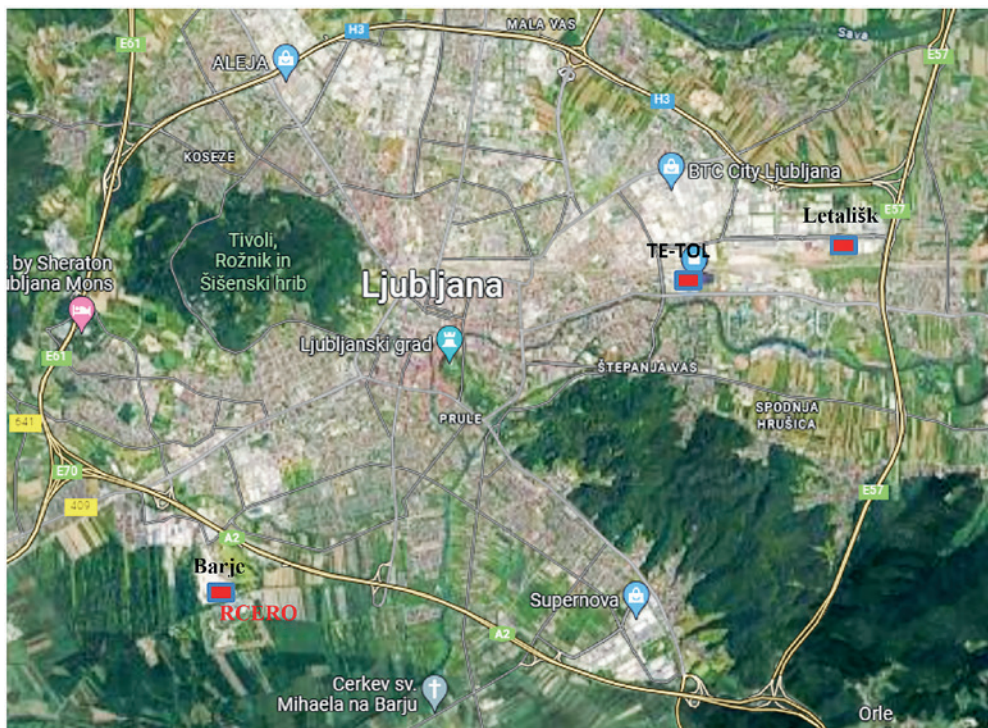 MALA VAS
H3
E61
Sava
ALEJA
E57
H3
KOSEZE
BTC City Ljubljana
E57
Letališk
Tivoli,
Rožnik in
Šišenski hrib
TE-TOL
by Sheraton
ubljana Mons
Ljubljana
Ljubljanski grad
E61
ŠTEPANJA VAS
SPODNJA
HRUŠICA
PRULE
641
E70
E57
409
A2
Barje
RCERO
Supernova
A2
Cerkev sv.
Mihaela na Barju
Orle